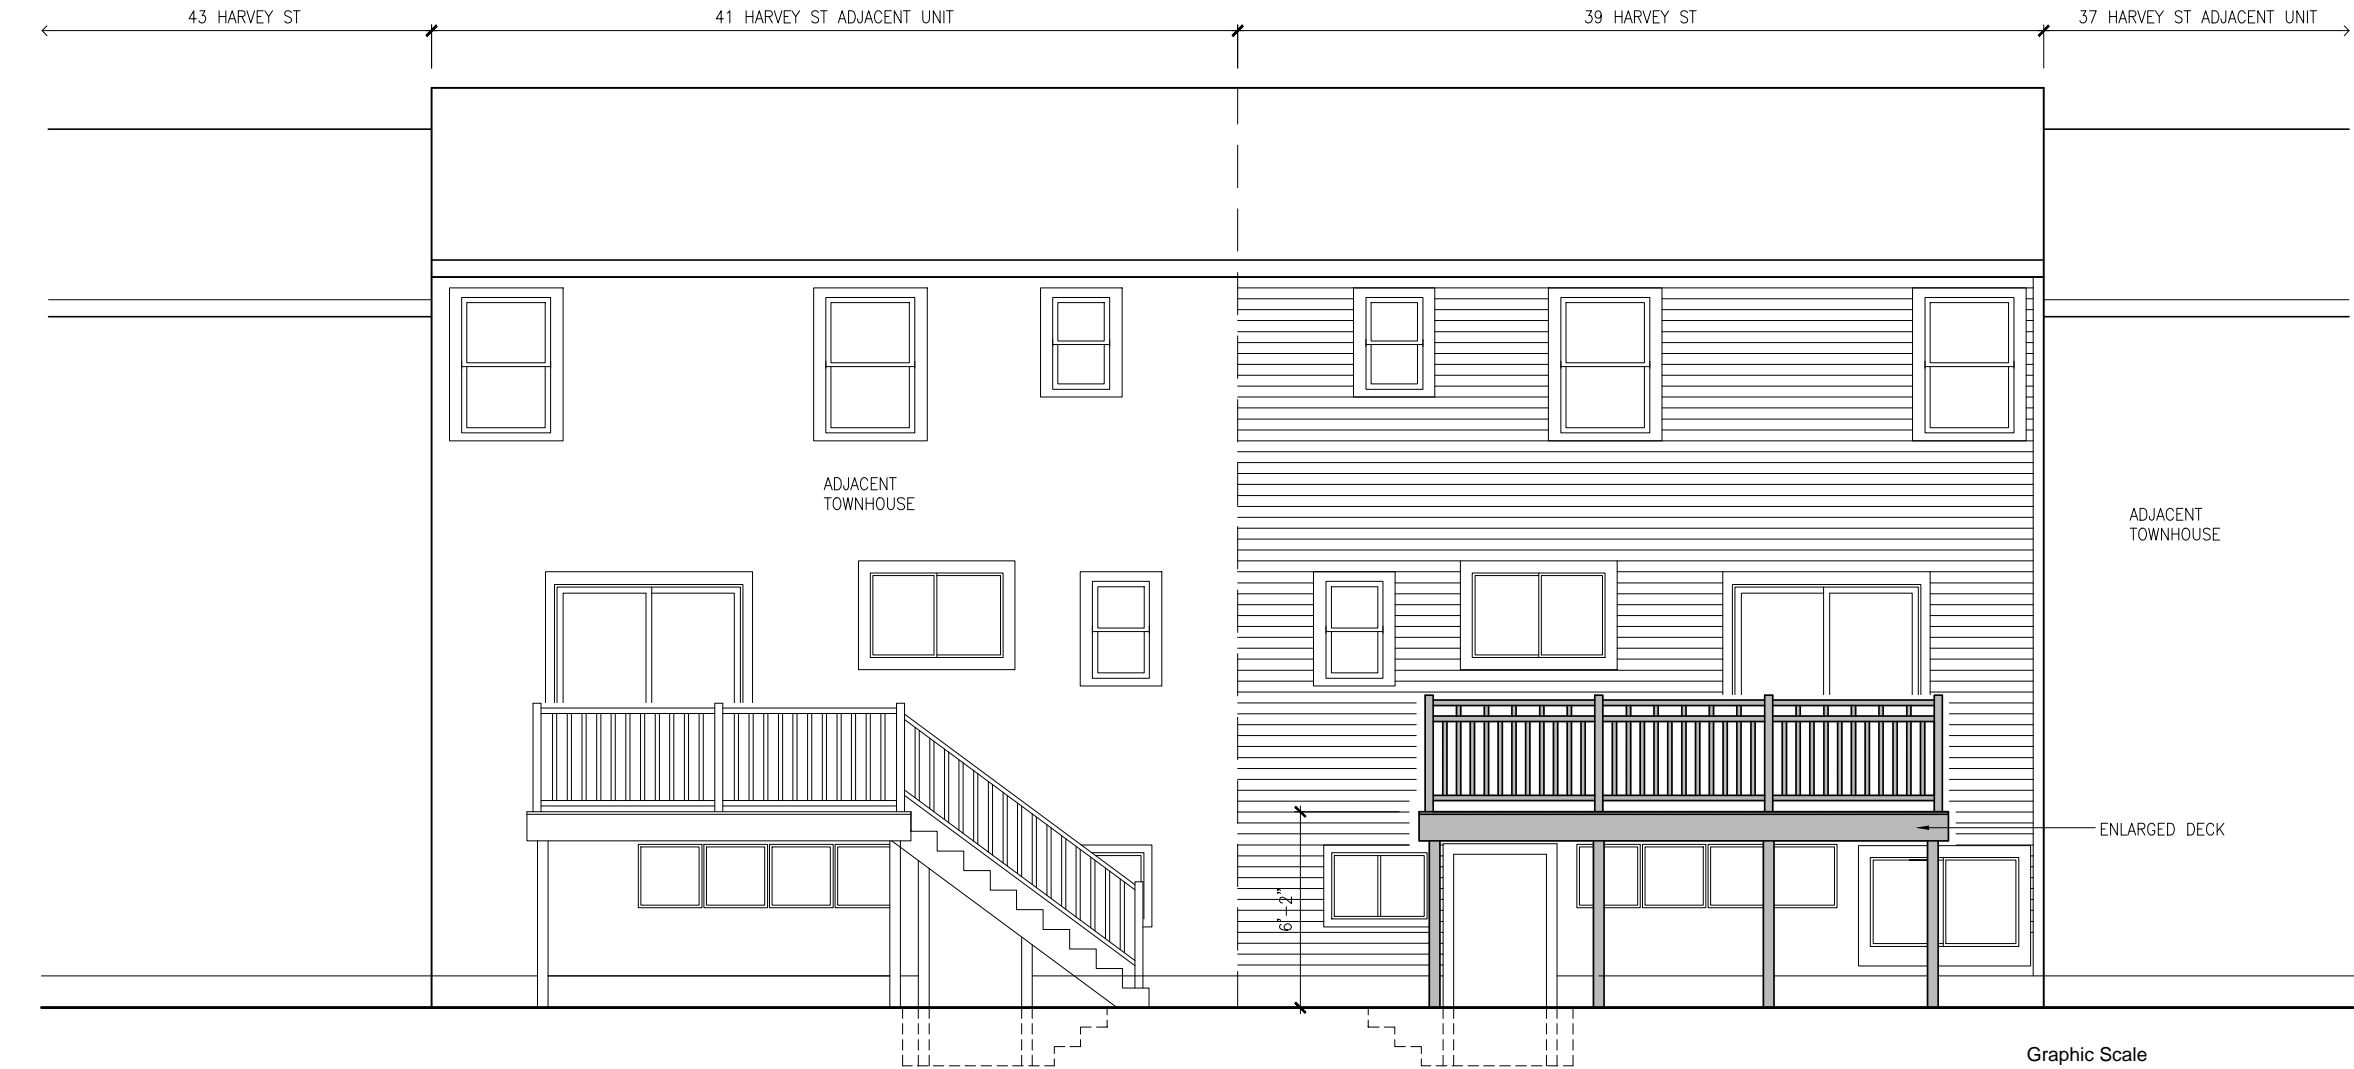 43 HARVEY ST
41 HARVEY ST ADJACENT UNIT
39 HARVEY ST
37 HARVEY ST ADJACENT UNIT
ADJACENT
TOWNHOUSE
ADJACENT
TOWNHOUSE
ENLARGED DECK
6'-2"
Graphic Scale